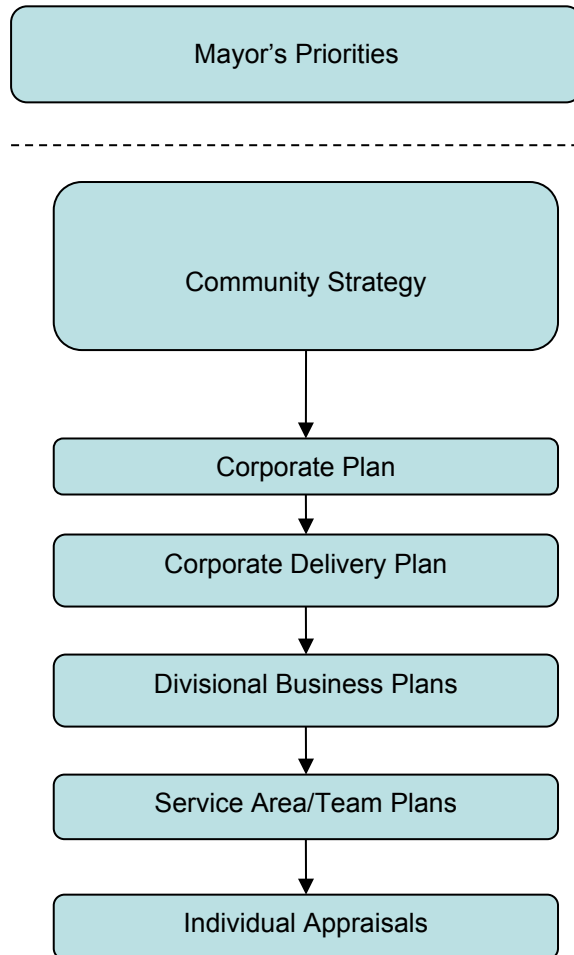 Mayor’s Priorities
Community Strategy
Corporate Plan
Corporate Delivery Plan
Divisional Business Plans
Service Area/Team Plans
Individual Appraisals